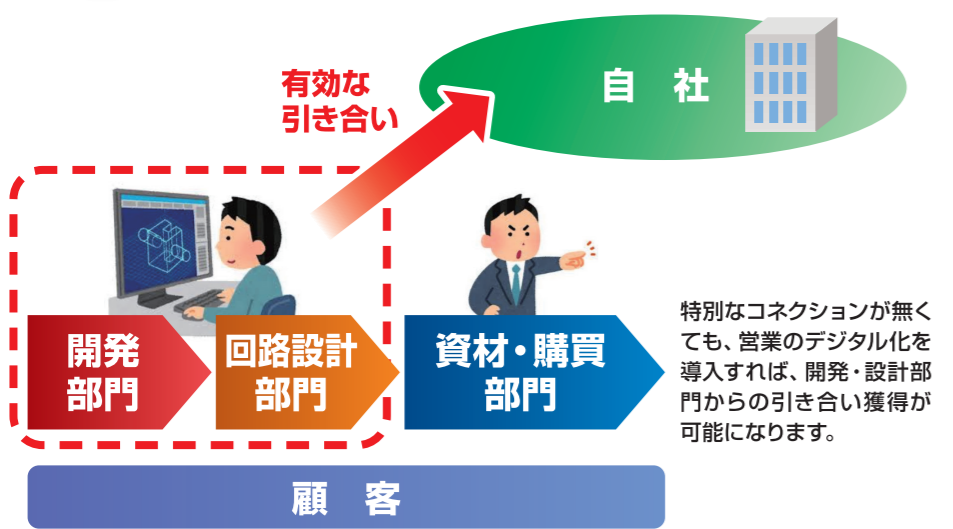 有効な
引き合い
自 社
開発
部門
回路設計
部門
資材・購買
部門
特別なコネクションが無く
ても、営業のデジタル化を
導入すれば、開発・設計部
門からの引き合い獲得が
可能になります。
顧 客